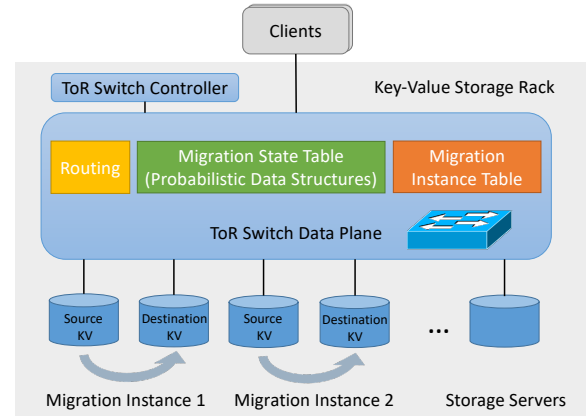 Clients
ToR Switch Controller
Key-Value Storage Rack
Routing
Migration State Table
(Probabilistic Data Structures)
Migration
Instance Table
ToR Switch Data Plane
Source
KV
Destination
KV
Source
KV
Destination
KV
...
Migration Instance 1
Migration Instance 2
Storage Servers